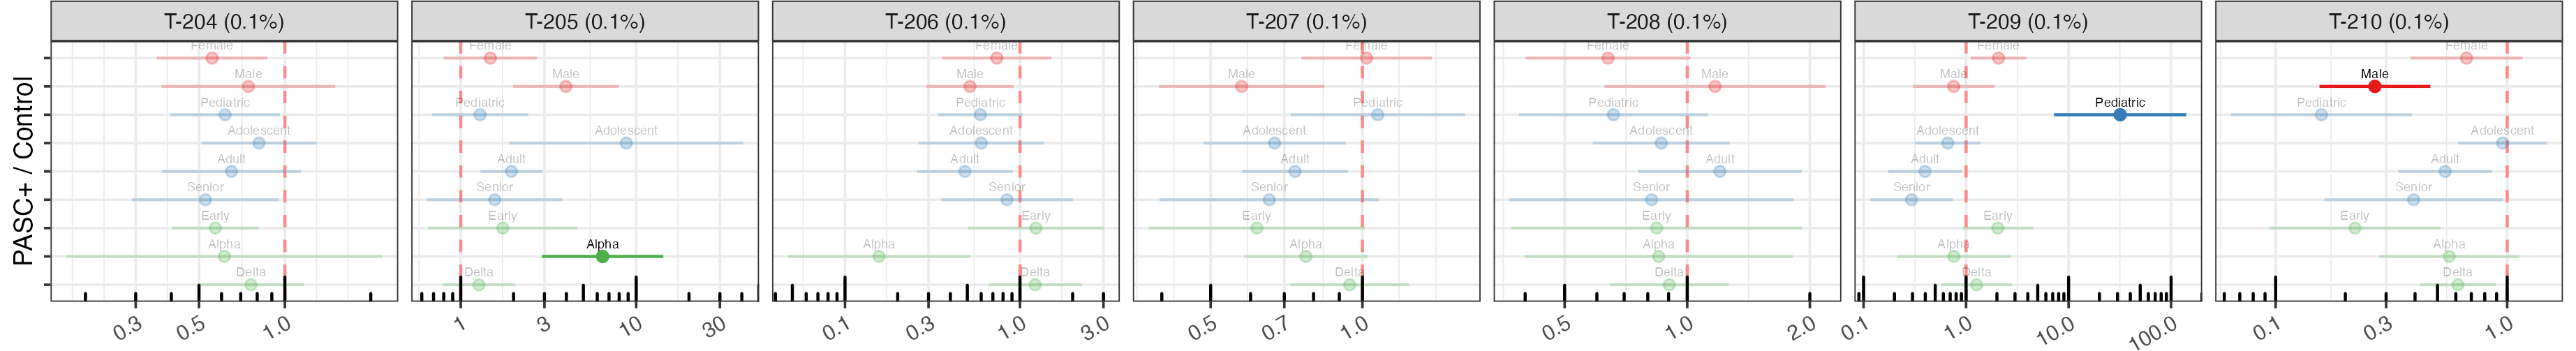 T-204 (0.1%)
Female
Male
Pediatric
Adolescent
Adult
Senior
Early
Alpha
Delta
0.3 0.5 1.0
T-205 (0.1%)
Female
Male
Pediatric
Adolescent
Adult
Senior
Early
Alpha
Delta
1 3 10 30
T-206 (0.1%)
Female
Male
Pediatric
Adolescent
Adult
Senior
Early
Alpha
Delta
0.1 0.3 1.0 3.0
T-207 (0.1%)
Female
Male
Pediatric
Adolescent
Adult
Senior
Early
Alpha
Delta
0.5 0.7 1.0
T-208 (0.1%)
Female
Male
Pediatric
Adolescent
Adult
Senior
Early
Alpha
Delta
0.5 1.0 2.0
T-209 (0.1%)
Female
Male
Pediatric
Adolescent
Adult
Senior
Early
Alpha
Delta
0.1 1.0 10.0 100.0
T-210 (0.1%)
Female
Male
Pediatric
Adolescent
Adult
Senior
Early
Alpha
Delta
0.1 0.3 1.0
PASC+ / Control